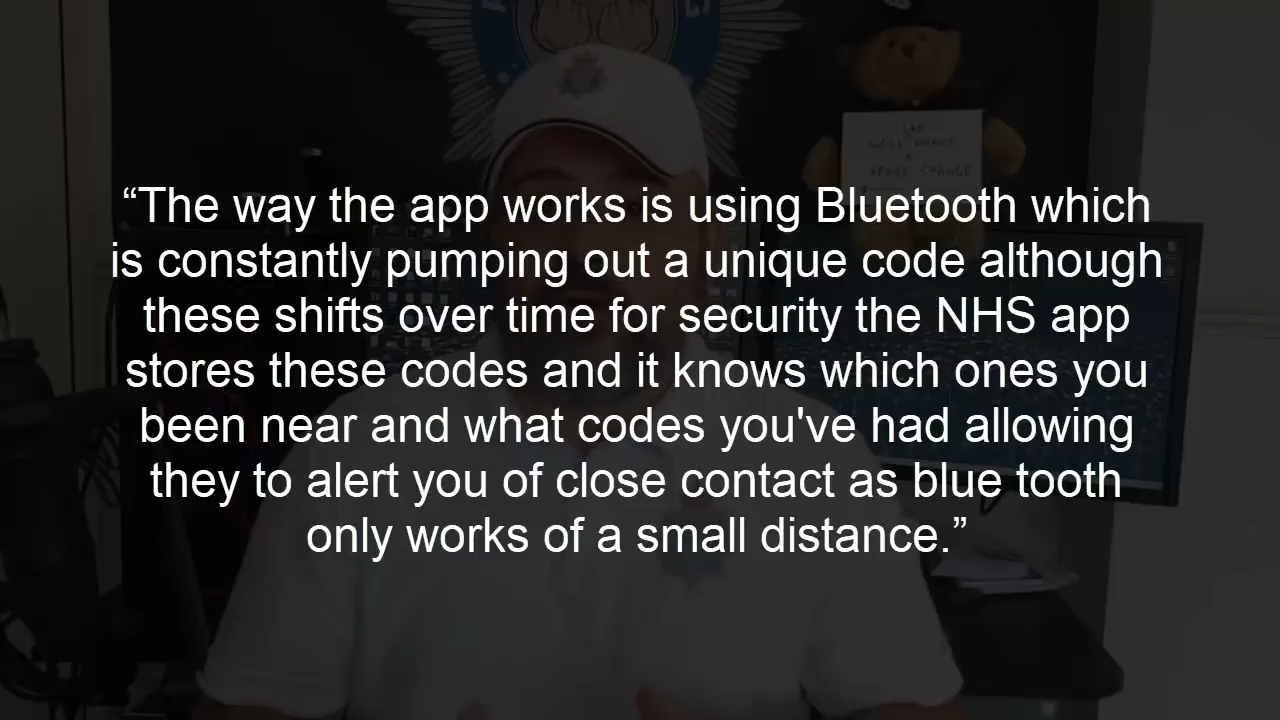 “The way the app works is using Bluetooth which
is constantly pumping out a unique code although
these shifts over time for security the NHS app
stores these codes and it knows which ones you
been near and what codes you've had allowing
they to alert you of close contact as blue tooth
only works of a small distance.”
SPARE CHANGE